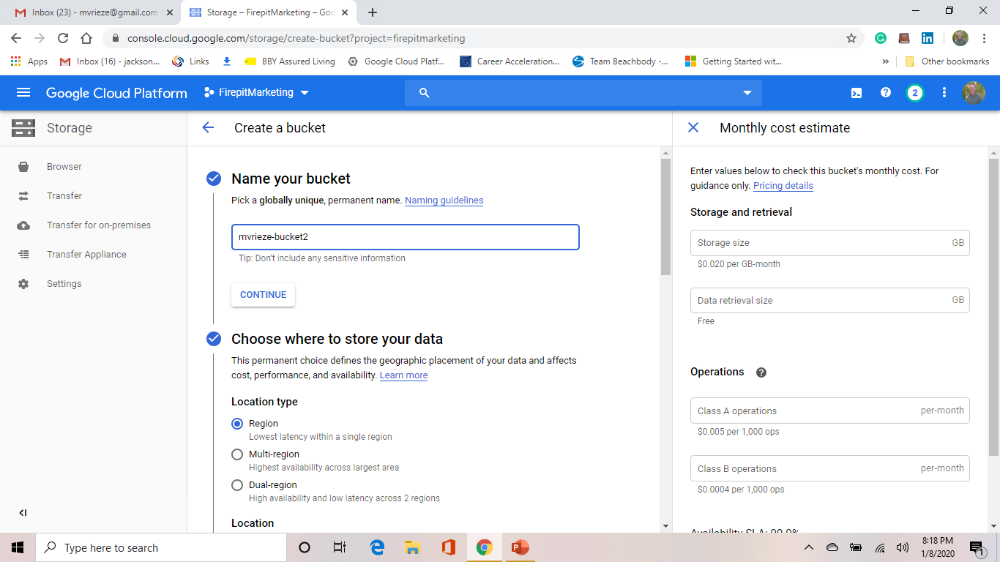 Inbox (23) - mvrieze@gmail.com
Storage – FirepitMarketing – Goo
console.cloud.google.com/storage/create-bucket?project=firepitmarketing
Apps
Inbox (16) - jackson...
Links
BBY Assured Living
Google Cloud Platf...
Career Acceleration...
Team Beachbody -...
Getting Started wit...
»
Other bookmarks
Google Cloud Platform
FirepitMarketing
2
Storage
Browser
Transfer
Transfer for on-premises
Transfer Appliance
Settings
Create a bucket
Name your bucket
Pick a globally unique, permanent name. Naming guidelines
mvrieze-bucket2
Tip: Don't include any sensitive information
CONTINUE
Choose where to store your data
This permanent choice defines the geographic placement of your data and affects
cost, performance, and availability. Learn more
Location type
Region
Lowest latency within a single region
Multi-region
Highest availability across largest area
Dual-region
High availability and low latency across 2 regions
Location
Monthly cost estimate
Enter values below to check this bucket's monthly cost. For
guidance only. Pricing details
Storage and retrieval
Storage size GB
$0.020 per GB-month
Data retrieval size GB
Free
Operations
Class A operations per-month
$0.005 per 1,000 ops
Class B operations per-month
$0.0004 per 1,000 ops
Availability SLA: 99.9%
Type here to search
8:18 PM
1/8/2020
1